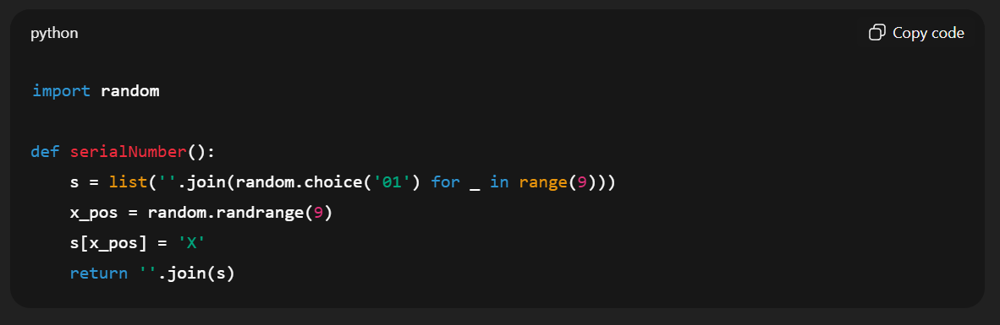 python
Copy code
import random
def serialNumber():
    s = list(''.join(random.choice('01') for _ in range(9)))
    x_pos = random.randrange(9)
    s[x_pos] = 'X'
    return ''.join(s)